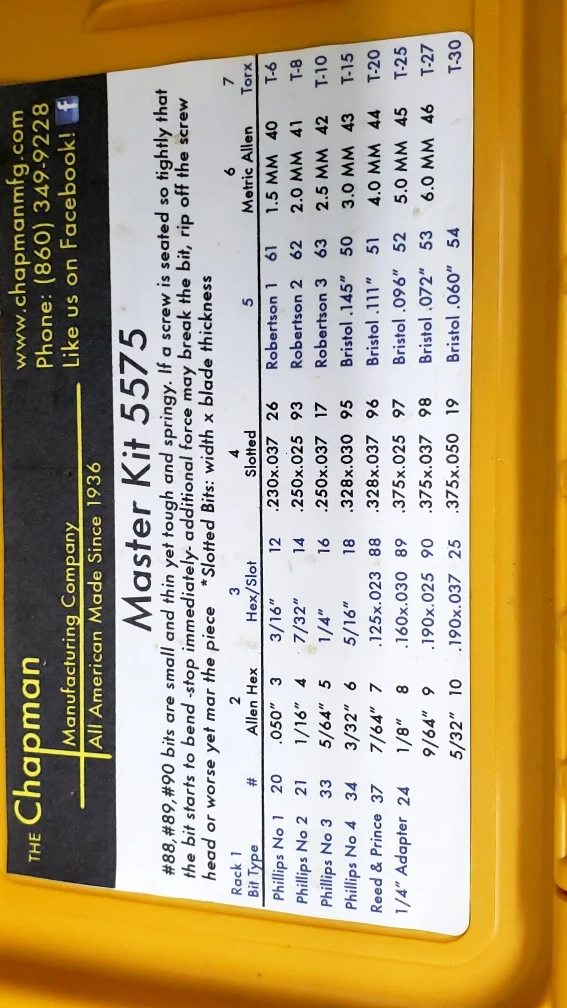 THE Chapman
Manufacturing Company
All American Made Since 1936
www.chapmanmfg.com
Phone: (860) 349-9228
Like us on Facebook! f
Master Kit 5575
#88,#89,#90 bits are small and thin yet tough and springy. If a screw is seated so tightly that
the bit starts to bend -stop immediately- additional force may break the bit, rip off the screw
head or worse yet mar the piece *Slotted Bits: width x blade thickness
Rack 1 2 3 4 5 6 7
Bit Type # Allen Hex Hex/Slot Slotted Metric Allen Torx
Phillips No 1 20 .050” 3 3/16” 12 .230x.037 26 Robertson 1 61 1.5 MM 40 T-6
Phillips No 2 21 1/16” 4 7/32” 14 .250x.025 93 Robertson 2 62 2.0 MM 41 T-8
Phillips No 3 33 5/64” 5 1/4” 16 .250x.037 17 Robertson 3 63 2.5 MM 42 T-10
Phillips No 4 34 3/32” 6 5/16” 18 .328x.030 95 Bristol .145” 50 3.0 MM 43 T-15
Reed & Prince 37 7/64” 7 .125x.023 88 .328x.037 96 Bristol .111” 51 4.0 MM 44 T-20
1/4” Adapter 24 1/8” 8 .160x.030 89 .375x.025 97 Bristol .096” 52 5.0 MM 45 T-25
9/64” 9 .190x.025 90 .375x.037 98 Bristol .072” 53 6.0 MM 46 T-27
5/32” 10 .190x.037 25 .375x.050 19 Bristol .060” 54 T-30